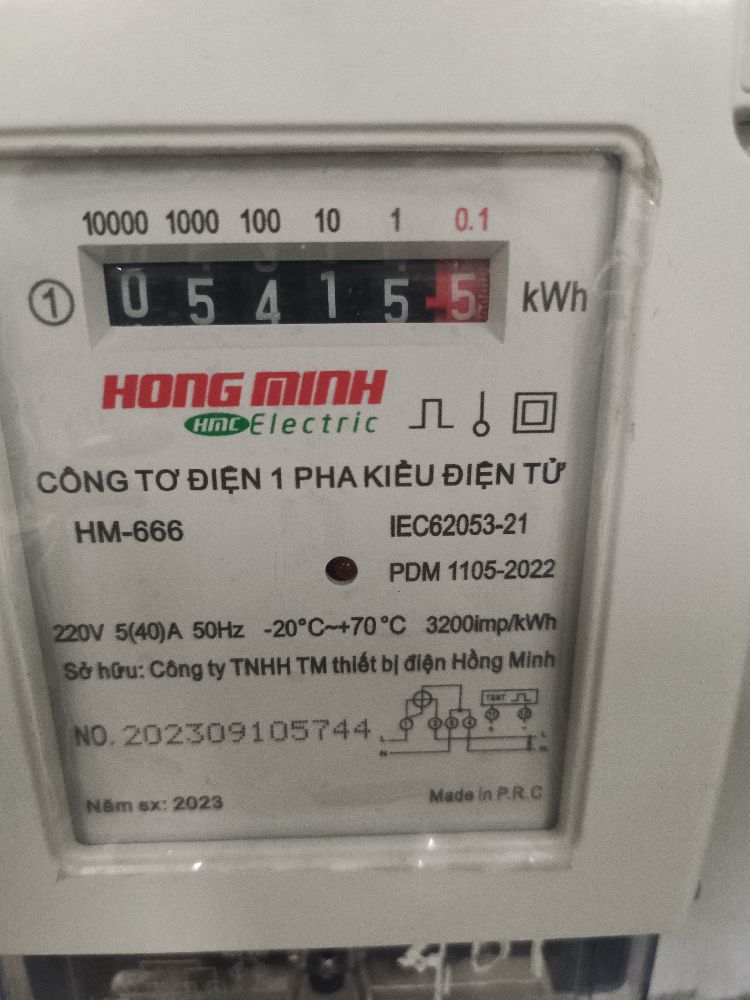 10000 1000 100 10 1 0.1
1 0 5 4 1 5 5 kWh
HONG MINH
HMC Electric
CÔNG TƠ ĐIỆN 1 PHA KIỂU ĐIỆN TỬ
HM-666 IEC62053-21
PDM 1105-2022
220V 5(40)A 50Hz -20°C~+70°C 3200imp/kWh
Sở hữu: Công ty TNHH TM thiết bị điện Hồng Minh
TEST
NO. 202309105744
L N L N
Năm sx: 2023 Made in P.R.C